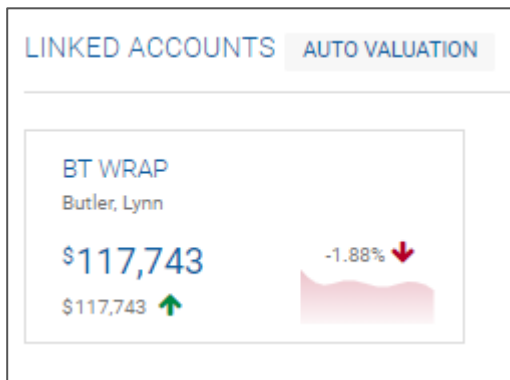 LINKED ACCOUNTS AUTO VALUATION
BT WRAP
Butler, Lynn
$117,743 -1.88%
$117,743